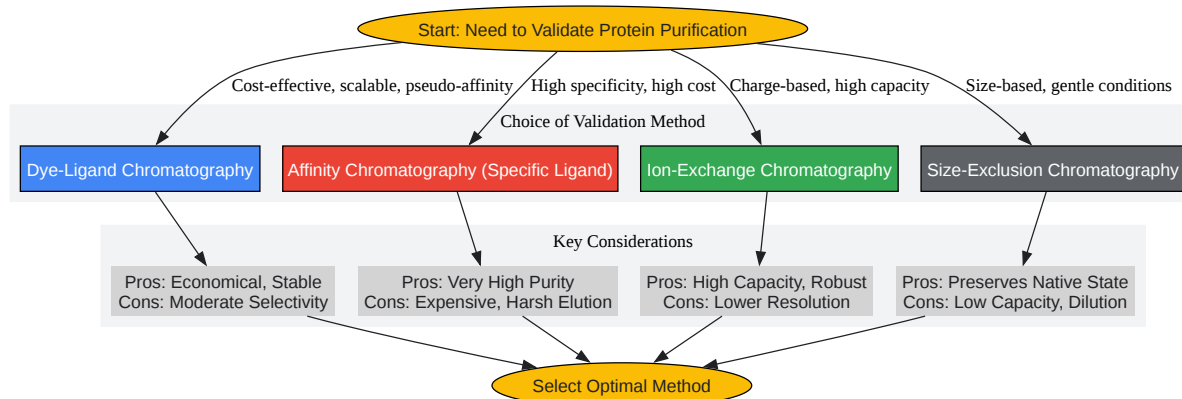 Start: Need to Validate Protein Purification
Cost-effective, scalable, pseudo-affinity
High specificity, high cost
Charge-based, high capacity
Size-based, gentle conditions
Choice of Validation Method
Dye-Ligand Chromatography
Affinity Chromatography (Specific Ligand)
Ion-Exchange Chromatography
Size-Exclusion Chromatography
Key Considerations
Pros: Economical, Stable
Cons: Moderate Selectivity
Pros: Very High Purity
Cons: Expensive, Harsh Elution
Pros: High Capacity, Robust
Cons: Lower Resolution
Pros: Preserves Native State
Cons: Low Capacity, Dilution
Select Optimal Method